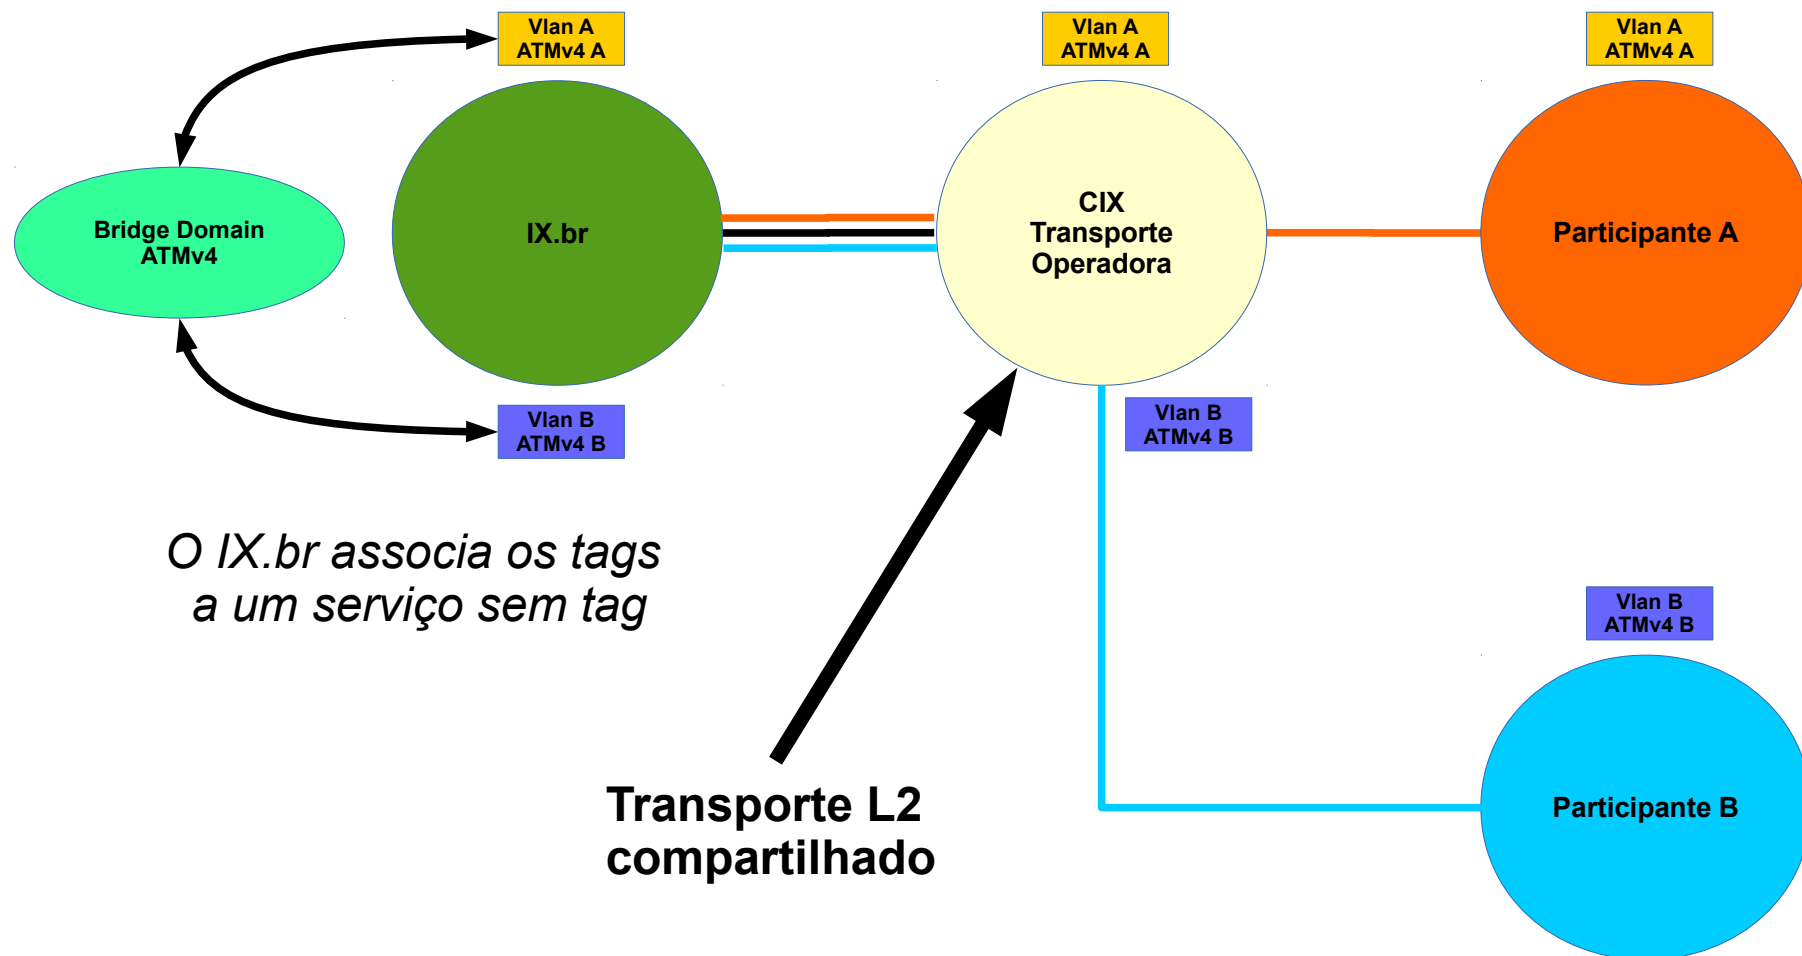 Vlan A
ATMv4 A
Vlan A
ATMv4 A
Vlan A
ATMv4 A
Bridge Domain
ATMv4
IX.br
CIX
Transporte
Operadora
Participante A
Vlan B
ATMv4 B
Vlan B
ATMv4 B
O IX.br associa os tags
a um serviço sem tag
Vlan B
ATMv4 B
Transporte L2
compartilhado
Participante B